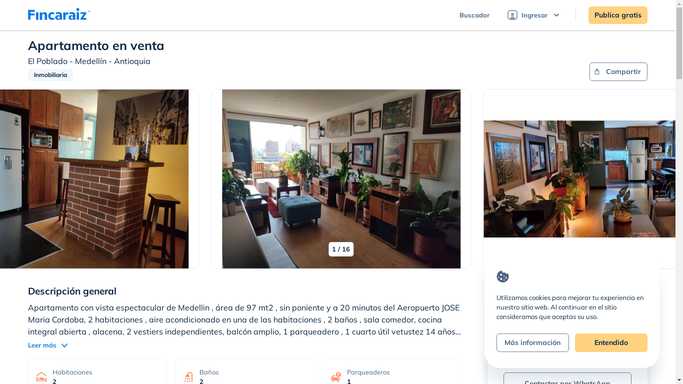 Fincaraiz
Buscador
Ingresar
Publica gratis
Apartamento en venta
El Poblado - Medellín - Antioquia
Inmobiliaria
Compartir
1 / 16
Descripción general
Apartamento con vista espectacular de Medellin , área de 97 mt2 , sin poniente y a 20 minutos del Aeropuerto JOSE
Maria Cordoba, 2 habitaciones , aire acondicionado en una de las habitaciones , 2 baños , sala comedor, cocina
integral abierta , alacena, 2 vestiers independientes, balcón amplio, 1 parqueadero , 1 cuarto útil vetustez 14 años...
Leer más
Habitaciones
2
Baños
2
Parqueaderos
1
Utilizamos cookies para mejorar tu experiencia en
nuestro sitio web. Al continuar en el sitio
consideramos que aceptas su uso.
Más información
Entendido
Contactar por WhatsApp